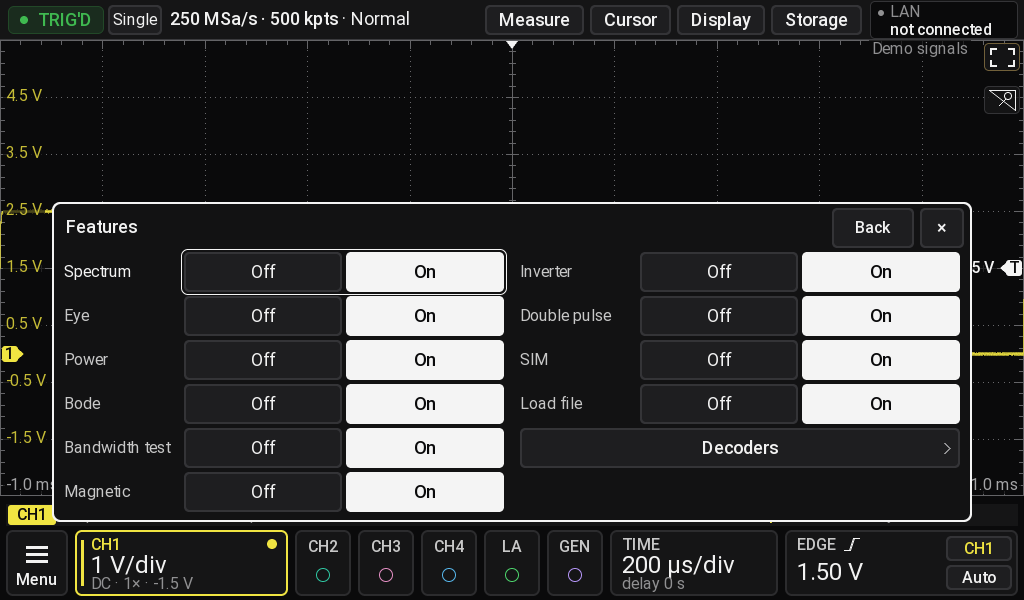 TRIG'D
Single
250 MSa/s · 500 kpts · Normal
Measure
Cursor
Display
Storage
LAN
not connected
Demo signals
4.5 V
3.5 V
2.5 V
1.5 V
0.5 V
1
-0.5 V
-1.5 V
-1.0 ms
5 V
T
1.0 ms
Features
Back
×
Spectrum Off On
Inverter Off On
Eye Off On
Double pulse Off On
Power Off On
SIM Off On
Bode Off On
Load file Off On
Bandwidth test Off On
Decoders
Magnetic Off On
CH1
Menu
CH1
1 V/div
DC · 1× · -1.5 V
CH2
CH3
CH4
LA
GEN
TIME
200 µs/div
delay 0 s
EDGE
1.50 V
CH1
Auto